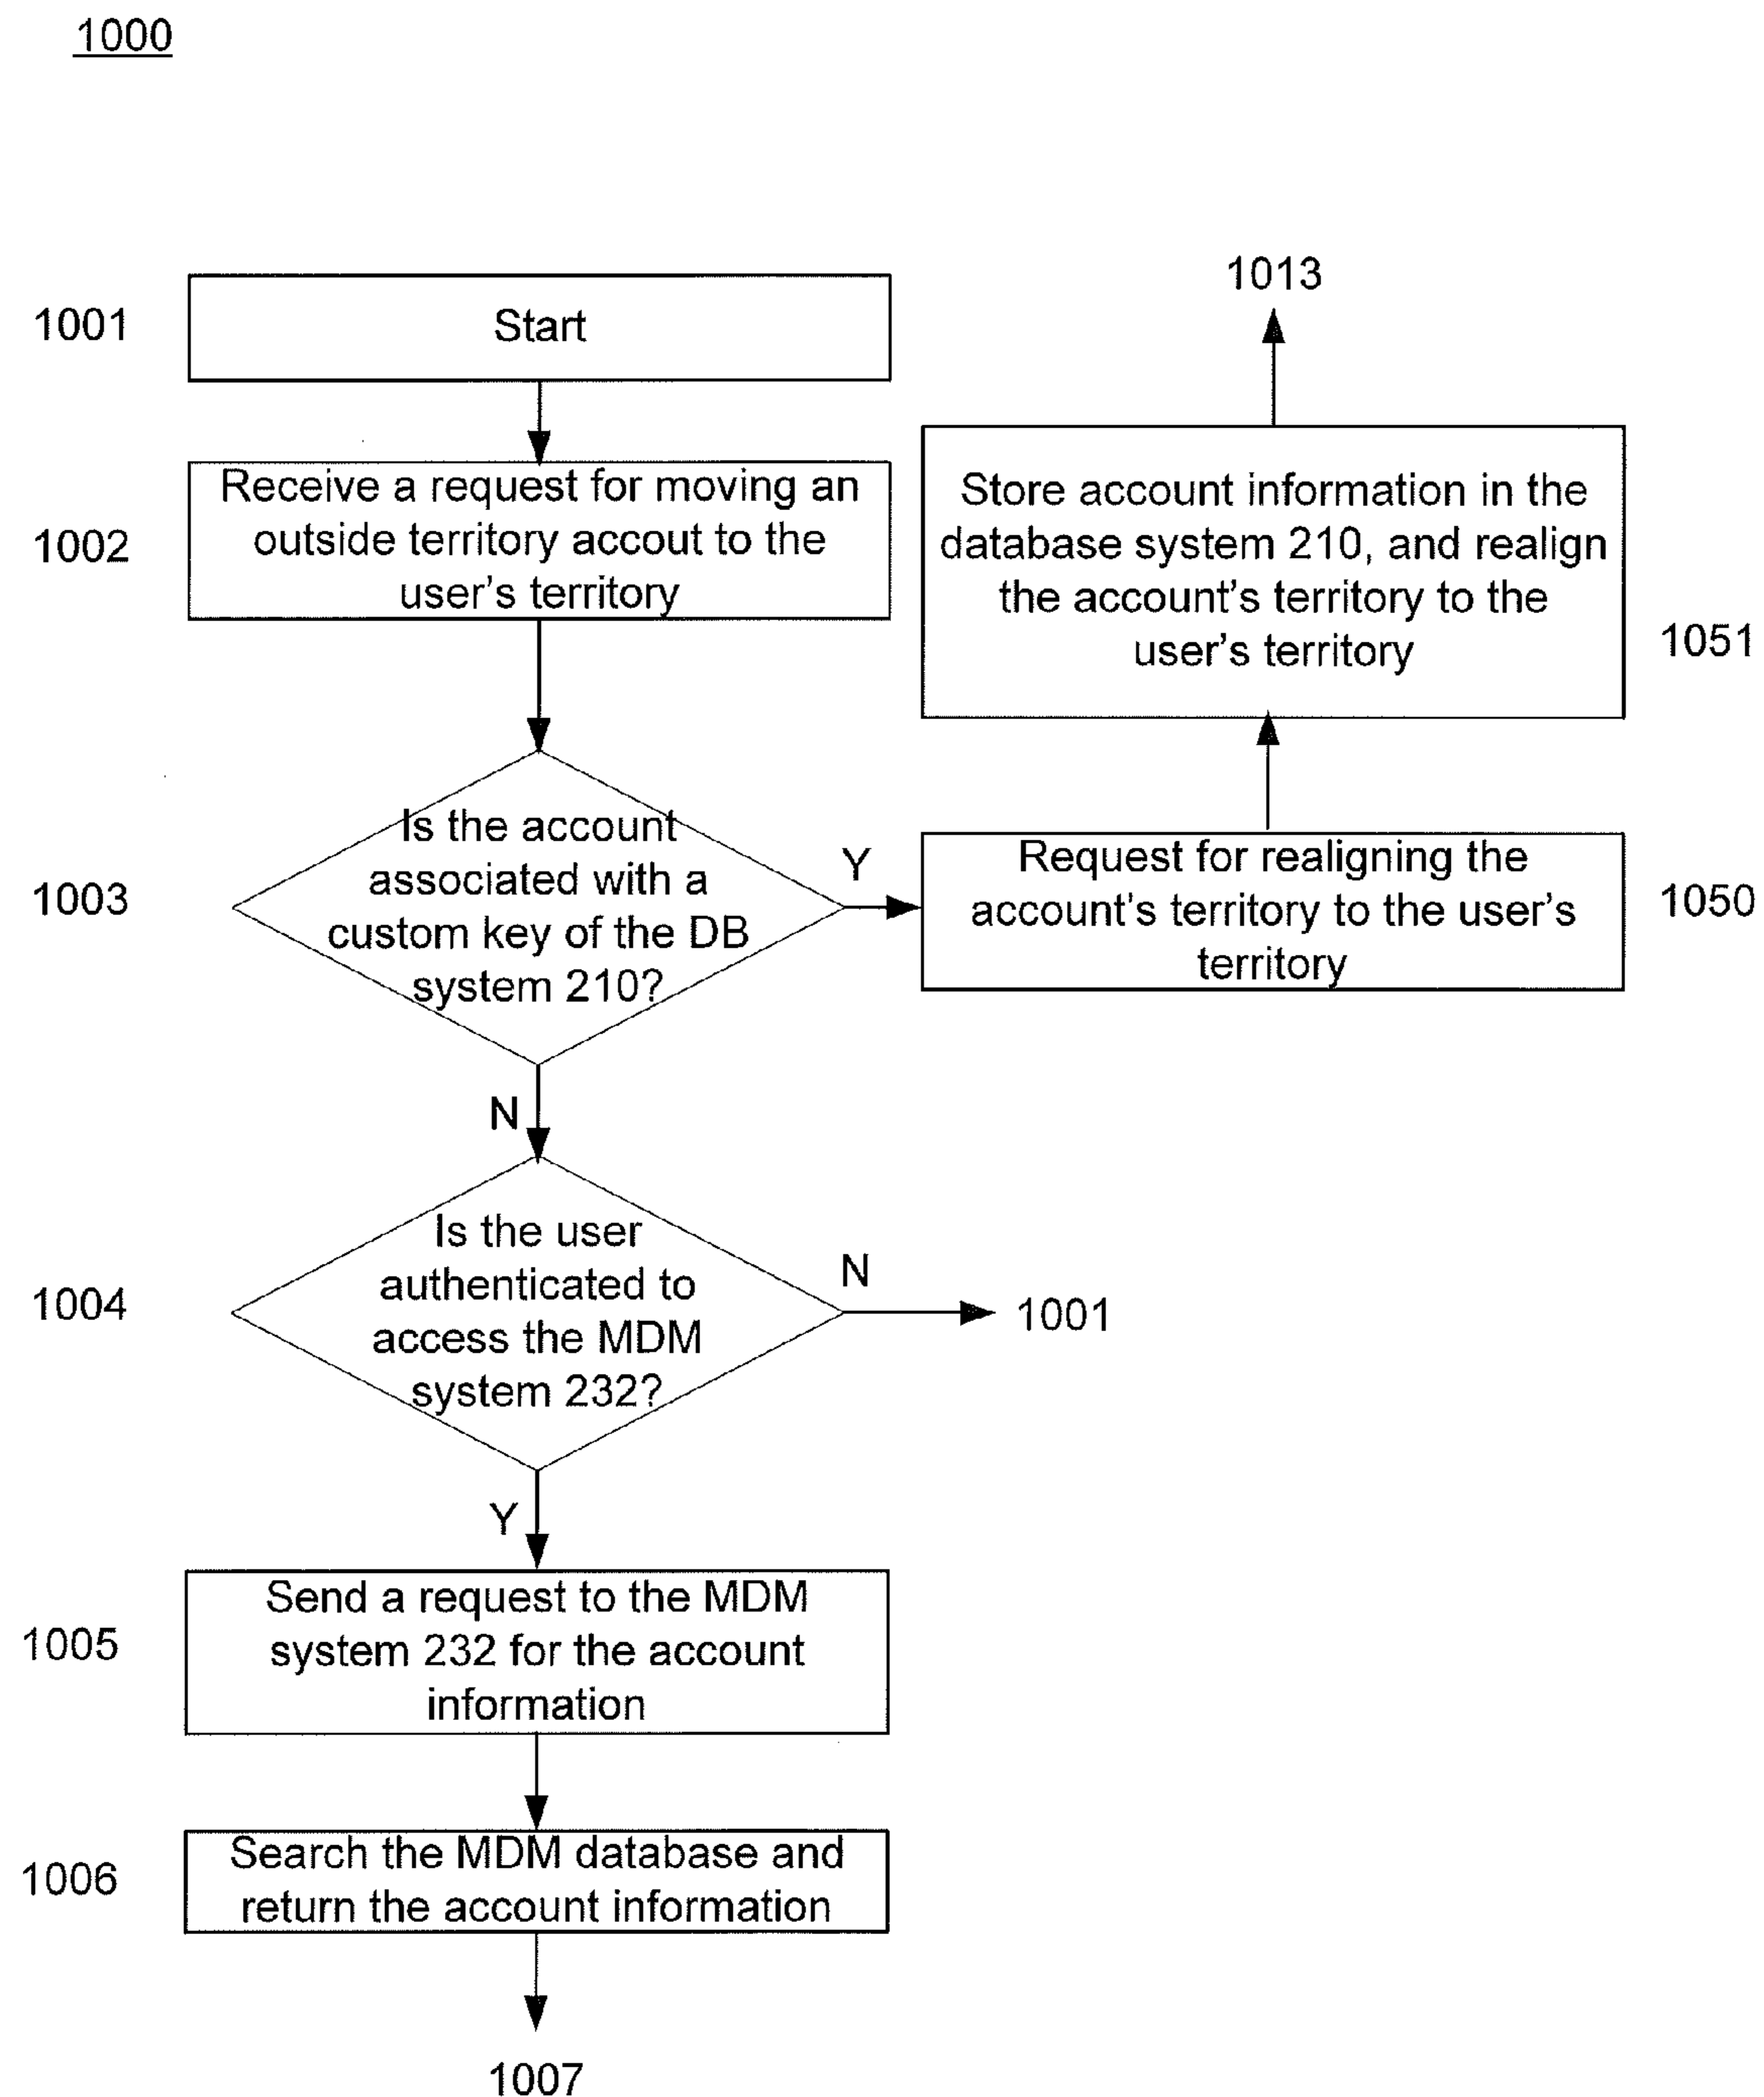 1000
1001
Start
1002
Receive a request for moving an
outside territory accout to the
user's territory
1003
Is the account
associated with a
custom key of the DB
system 210?
Y
N
1013
Store account information in the
database system 210, and realign
the account's territory to the
user's territory
1051
Request for realigning the
account's territory to the user's
territory
1050
1004
Is the user
authenticated to
access the MDM
system 232?
N
1001
Y
1005
Send a request to the MDM
system 232 for the account
information
1006
Search the MDM database and
return the account information
1007